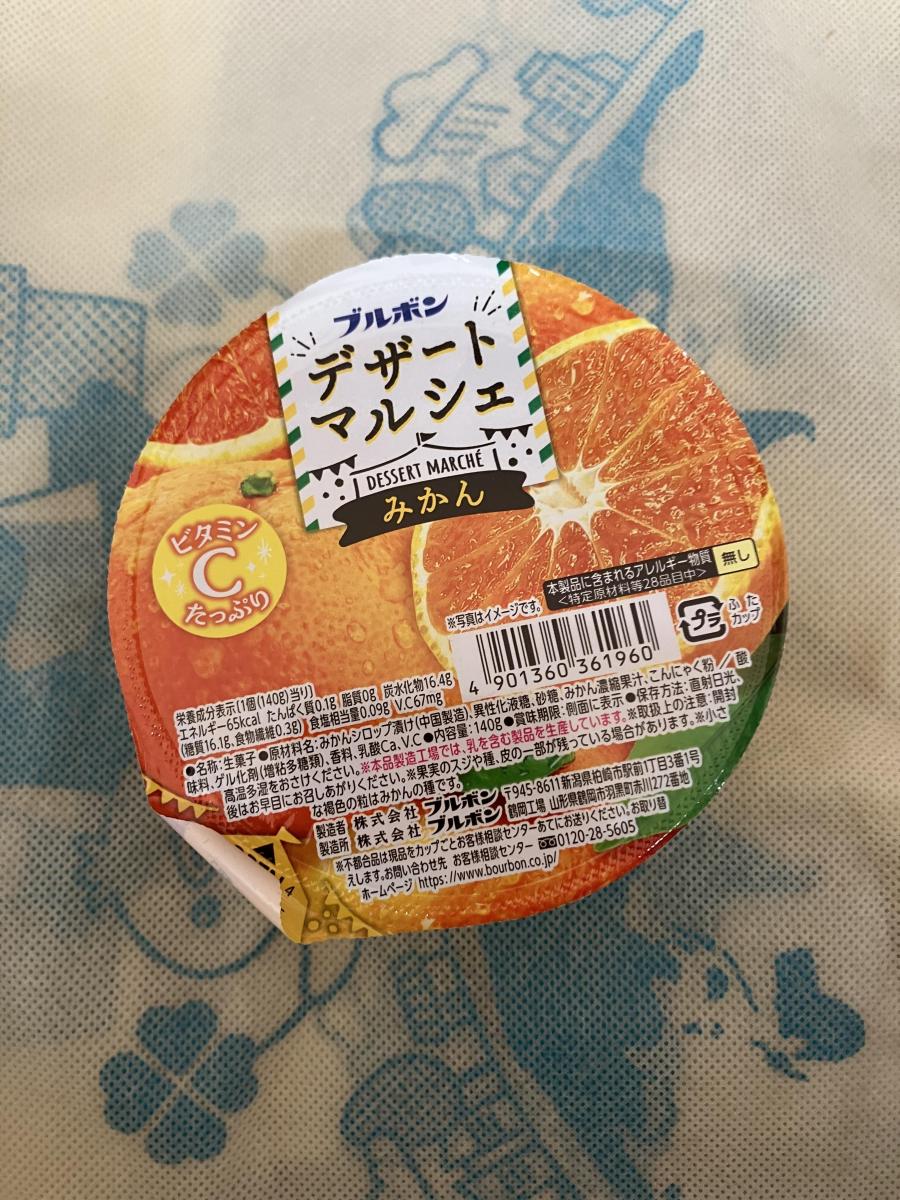 ブルボン
デザート
マルシェ
DESSERT MARCHÉ
みかん
ビタミン
C
たっぷり
本製品に含まれるアレルギー物質
<特定原材料等28品目中>
無し
※写真はイメージです。
プラ
ふた
カップ
4 901360 361960
栄養成分表示(1個(140g)当り)
エネルギー65kcal たんぱく質0.1g 脂質0g 炭水化物16.4g
(糖質16.1g、食物繊維0.3g) 食塩相当量0.09g V.C67mg
●名称:生菓子●原材料名:みかんシロップ漬け(中国製造)、異性化液糖、砂糖、みかん濃縮果汁、こんにゃく粉/酸
味料、ゲル化剤(増粘多糖類)、香料、乳酸Ca、V.C●内容量:140g●賞味期限:側面に表示●保存方法:直射日光、
高温多湿をおさけください。※本品製造工場では、乳を含む製品を生産しています。※取扱上の注意:開封
後はお早目にお召しあがりください。※果実のスジや種、皮の一部が残っている場合があります。※小さ
な褐色の粒はみかんの種です。
製造者 株式会社 ブルボン 〒945-8611新潟県柏崎市駅前1丁目3番1号
製造所 株式会社 ブルボン 鶴岡工場 山形県鶴岡市羽黒町赤川272番地
※不都合品は現品をカップごとお客様相談センターあてにお送りください。お取り替
えします。お問い合わせ先 お客様相談センター 0120-28-5605
ホームページ https://www.bourbon.co.jp/